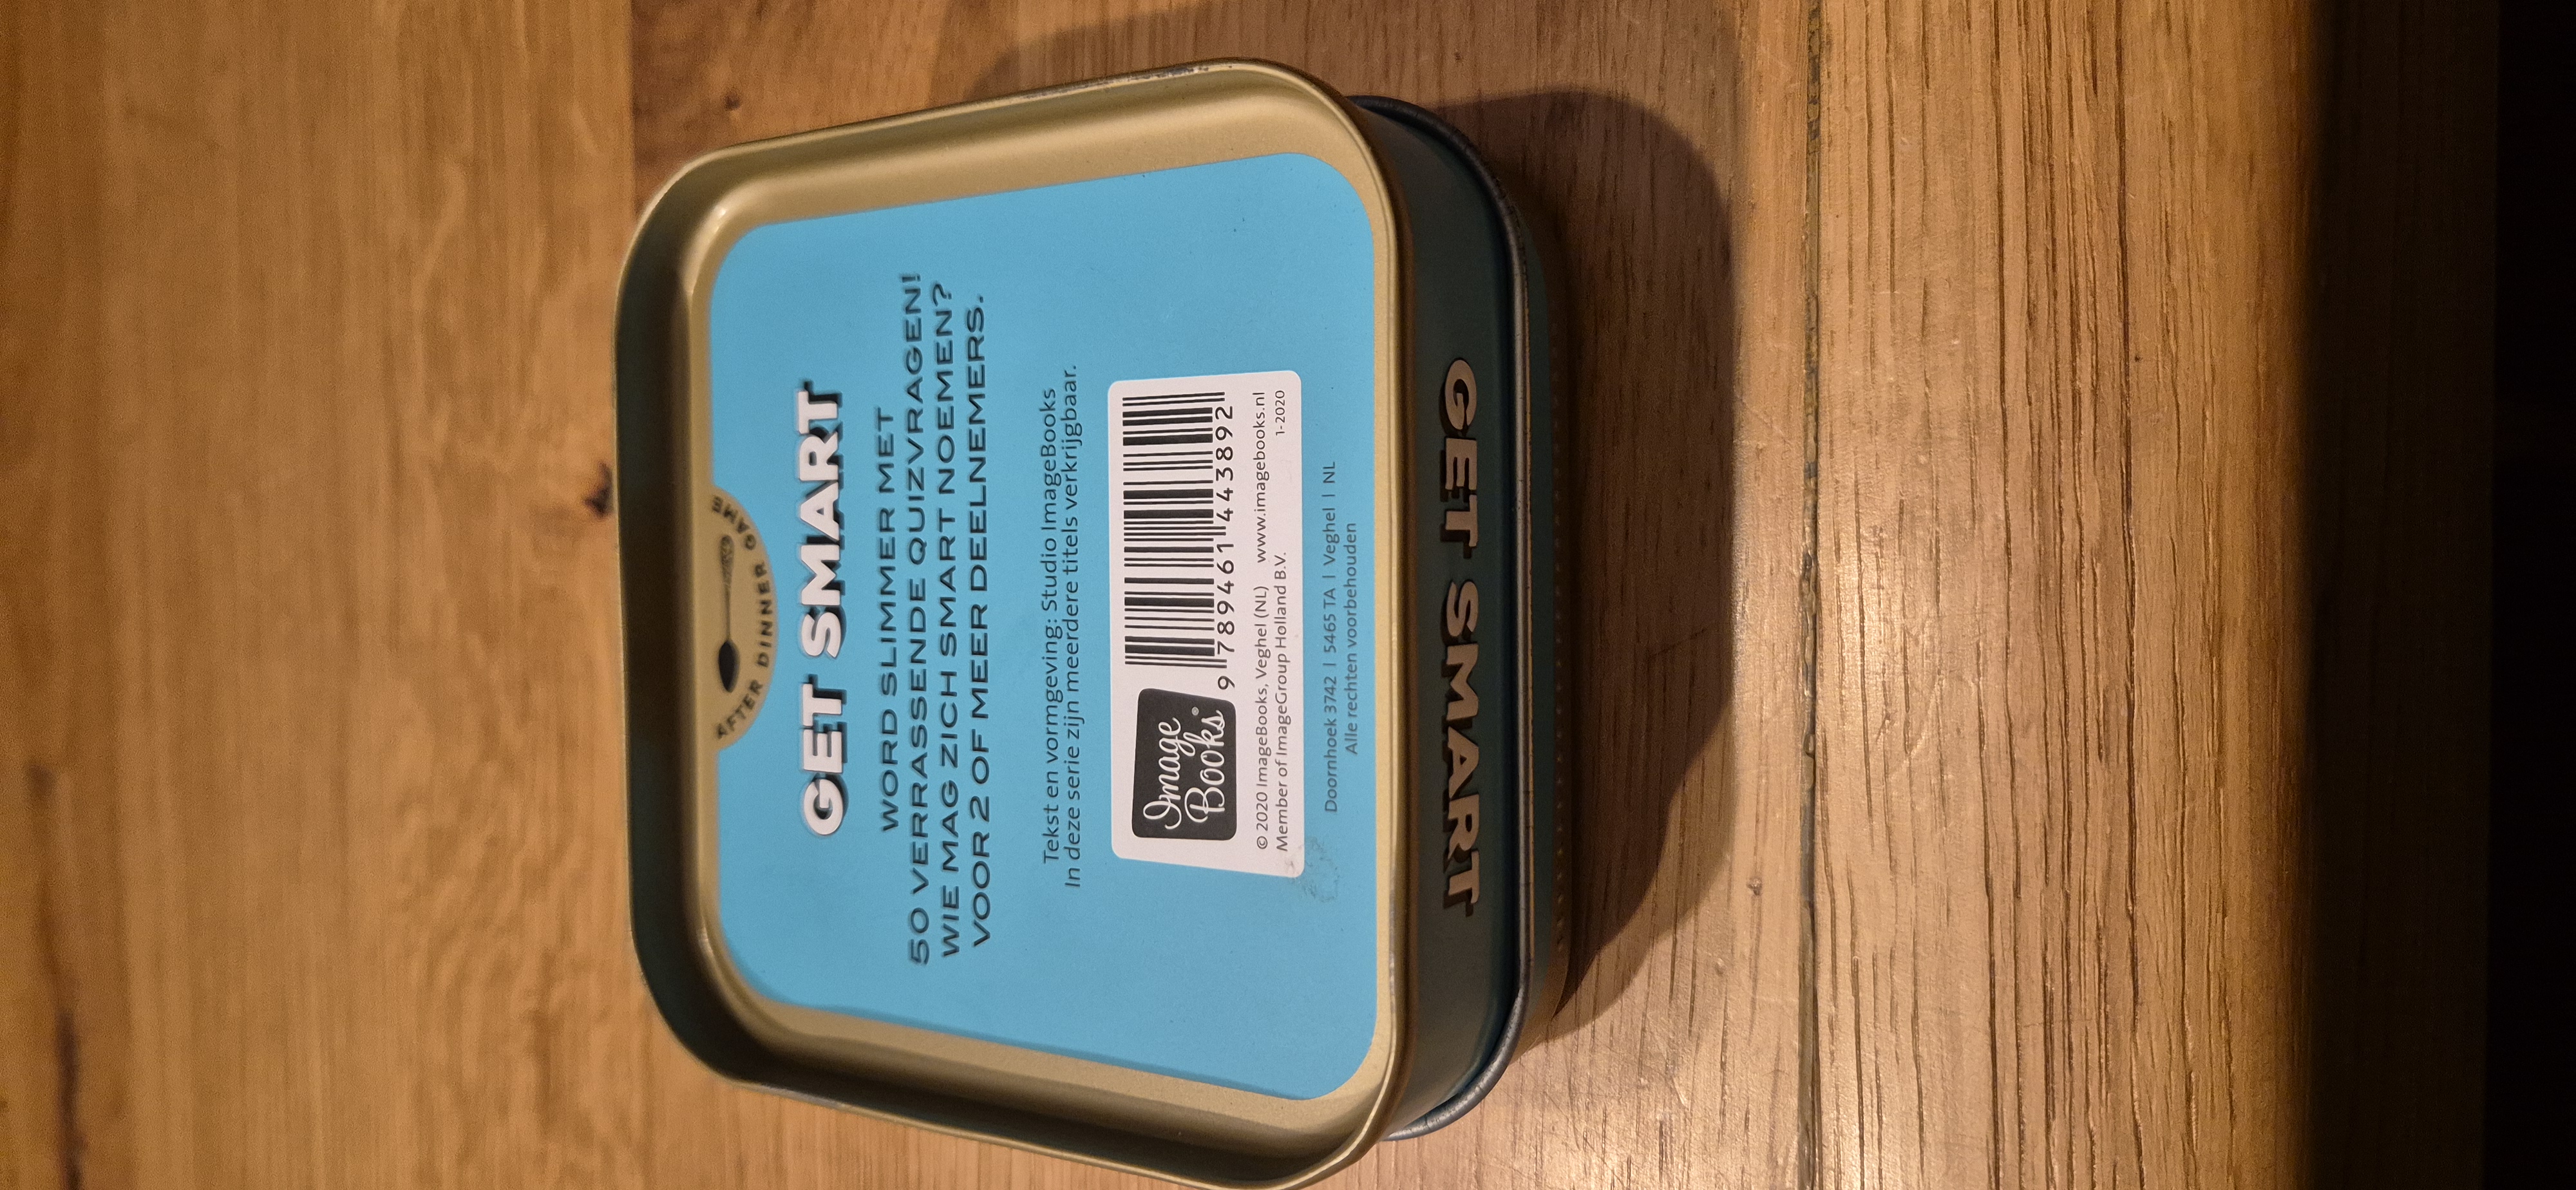 AFTER DINNER GAME
GET SMART
WORD SLIMMER MET
50 VERRASSENDE QUIZVRAGEN!
WIE MAG ZICH SMART NOEMEN?
VOOR 2 OF MEER DEELNEMERS.
Tekst en vormgeving: Studio ImageBooks
In deze serie zijn meerdere titels verkrijgbaar.
Image
Books®
9 789461 443892
© 2020 ImageBooks, Veghel (NL) www.imagebooks.nl
Member of ImageGroup Holland B.V. 1-2020
Doornhoek 3742 | 5465 TA | Veghel | NL
Alle rechten voorbehouden
GET SMART